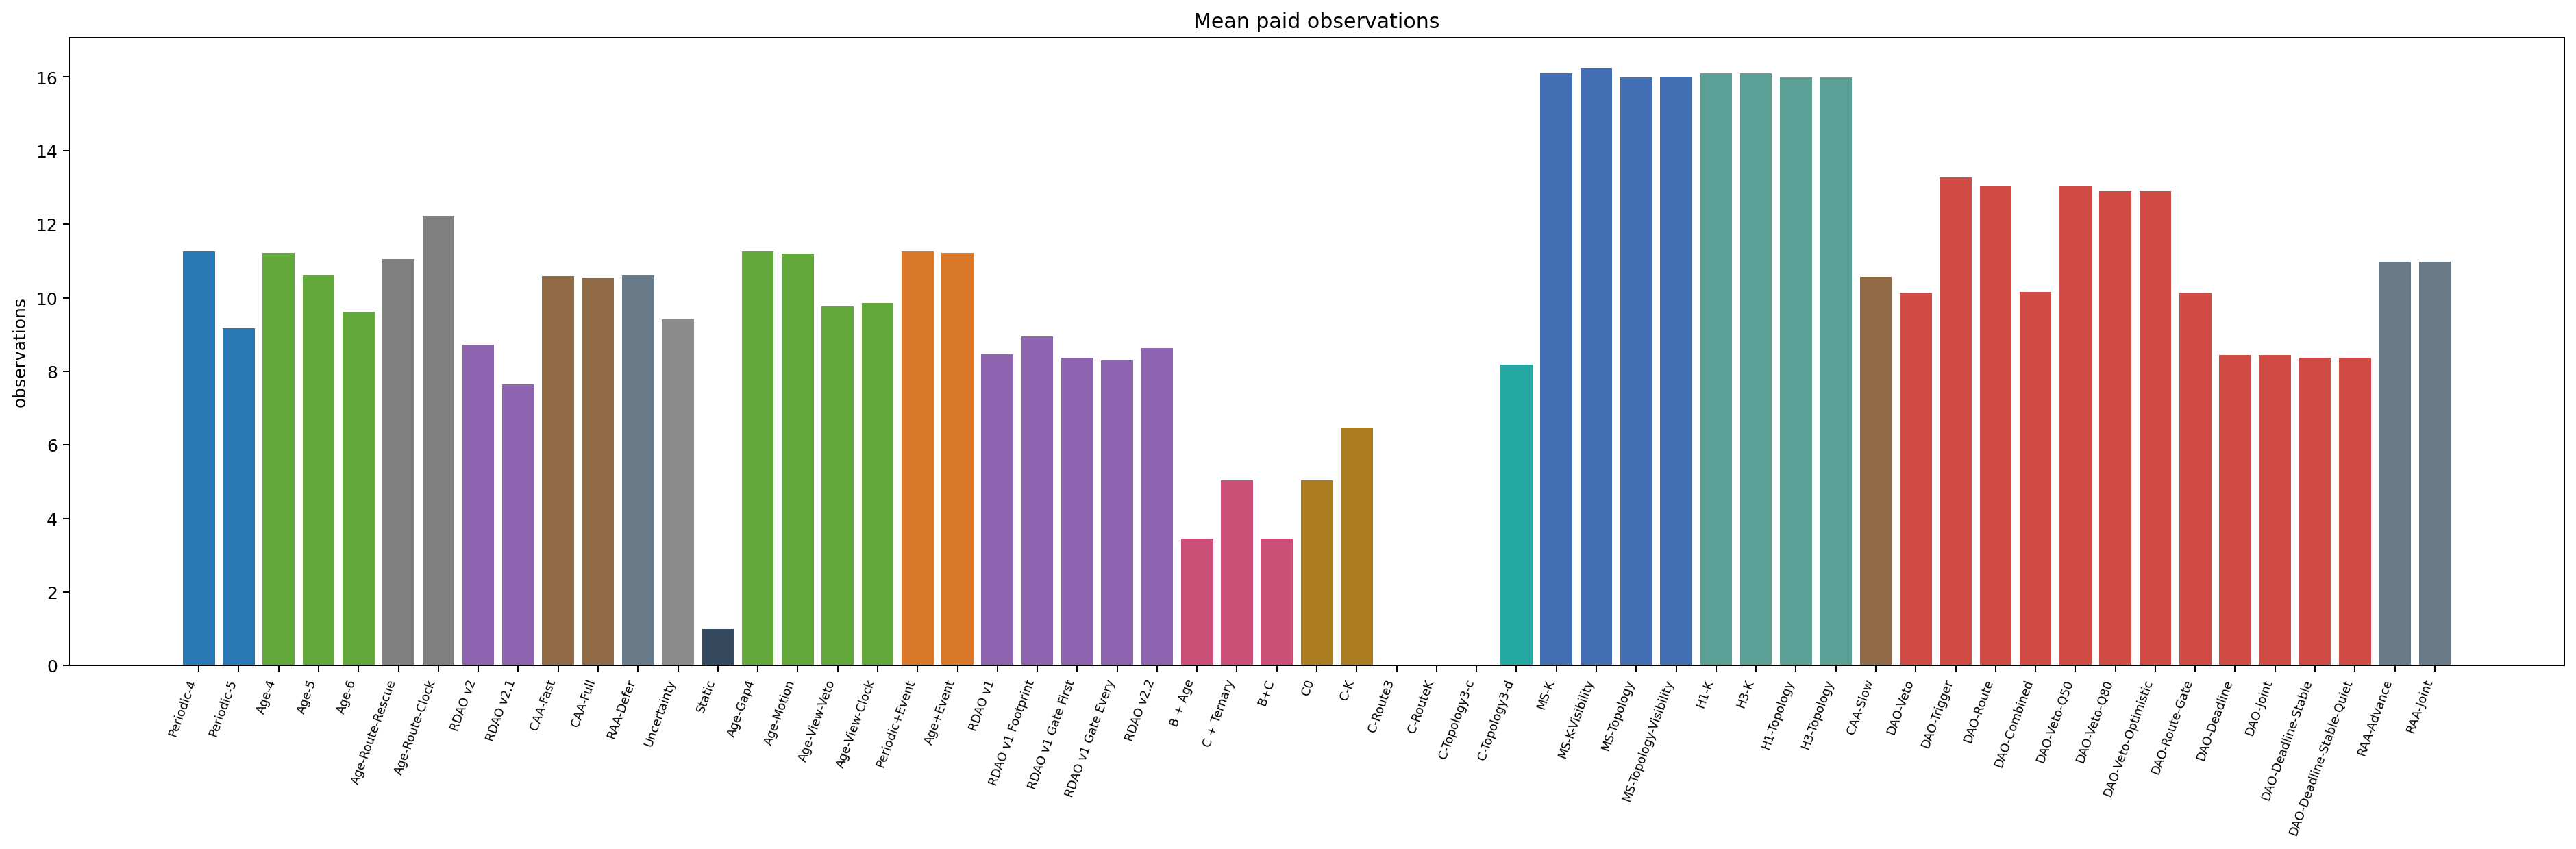 Mean paid observations
observations
16
14
12
10
8
6
4
2
0
Periodic-4
Periodic-5
Age-4
Age-5
Age-6
Age-Route-Rescue
Age-Route-Clock
RDAO v2
RDAO v2.1
CAA-Fast
CAA-Full
RAA-Defer
Uncertainty
Static
Age-Gap4
Age-Motion
Age-View-Veto
Age-View-Clock
Periodic+Event
Age+Event
RDAO v1
RDAO v1 Footprint
RDAO v1 Gate First
RDAO v1 Gate Every
RDAO v2.2
B + Age
C + Ternary
B+C
C0
C-K
C-Route3
C-RouteK
C-Topology3-c
C-Topology3-d
MS-K
MS-K-Visibility
MS-Topology
MS-Topology-Visibility
H1-K
H3-K
H1-Topology
H3-Topology
CAA-Slow
DAO-Veto
DAO-Trigger
DAO-Route
DAO-Combined
DAO-Veto-Q50
DAO-Veto-Q80
DAO-Veto-Optimistic
DAO-Route-Gate
DAO-Deadline
DAO-Joint
DAO-Deadline-Stable
DAO-Deadline-Stable-Quiet
RAA-Advance
RAA-Joint